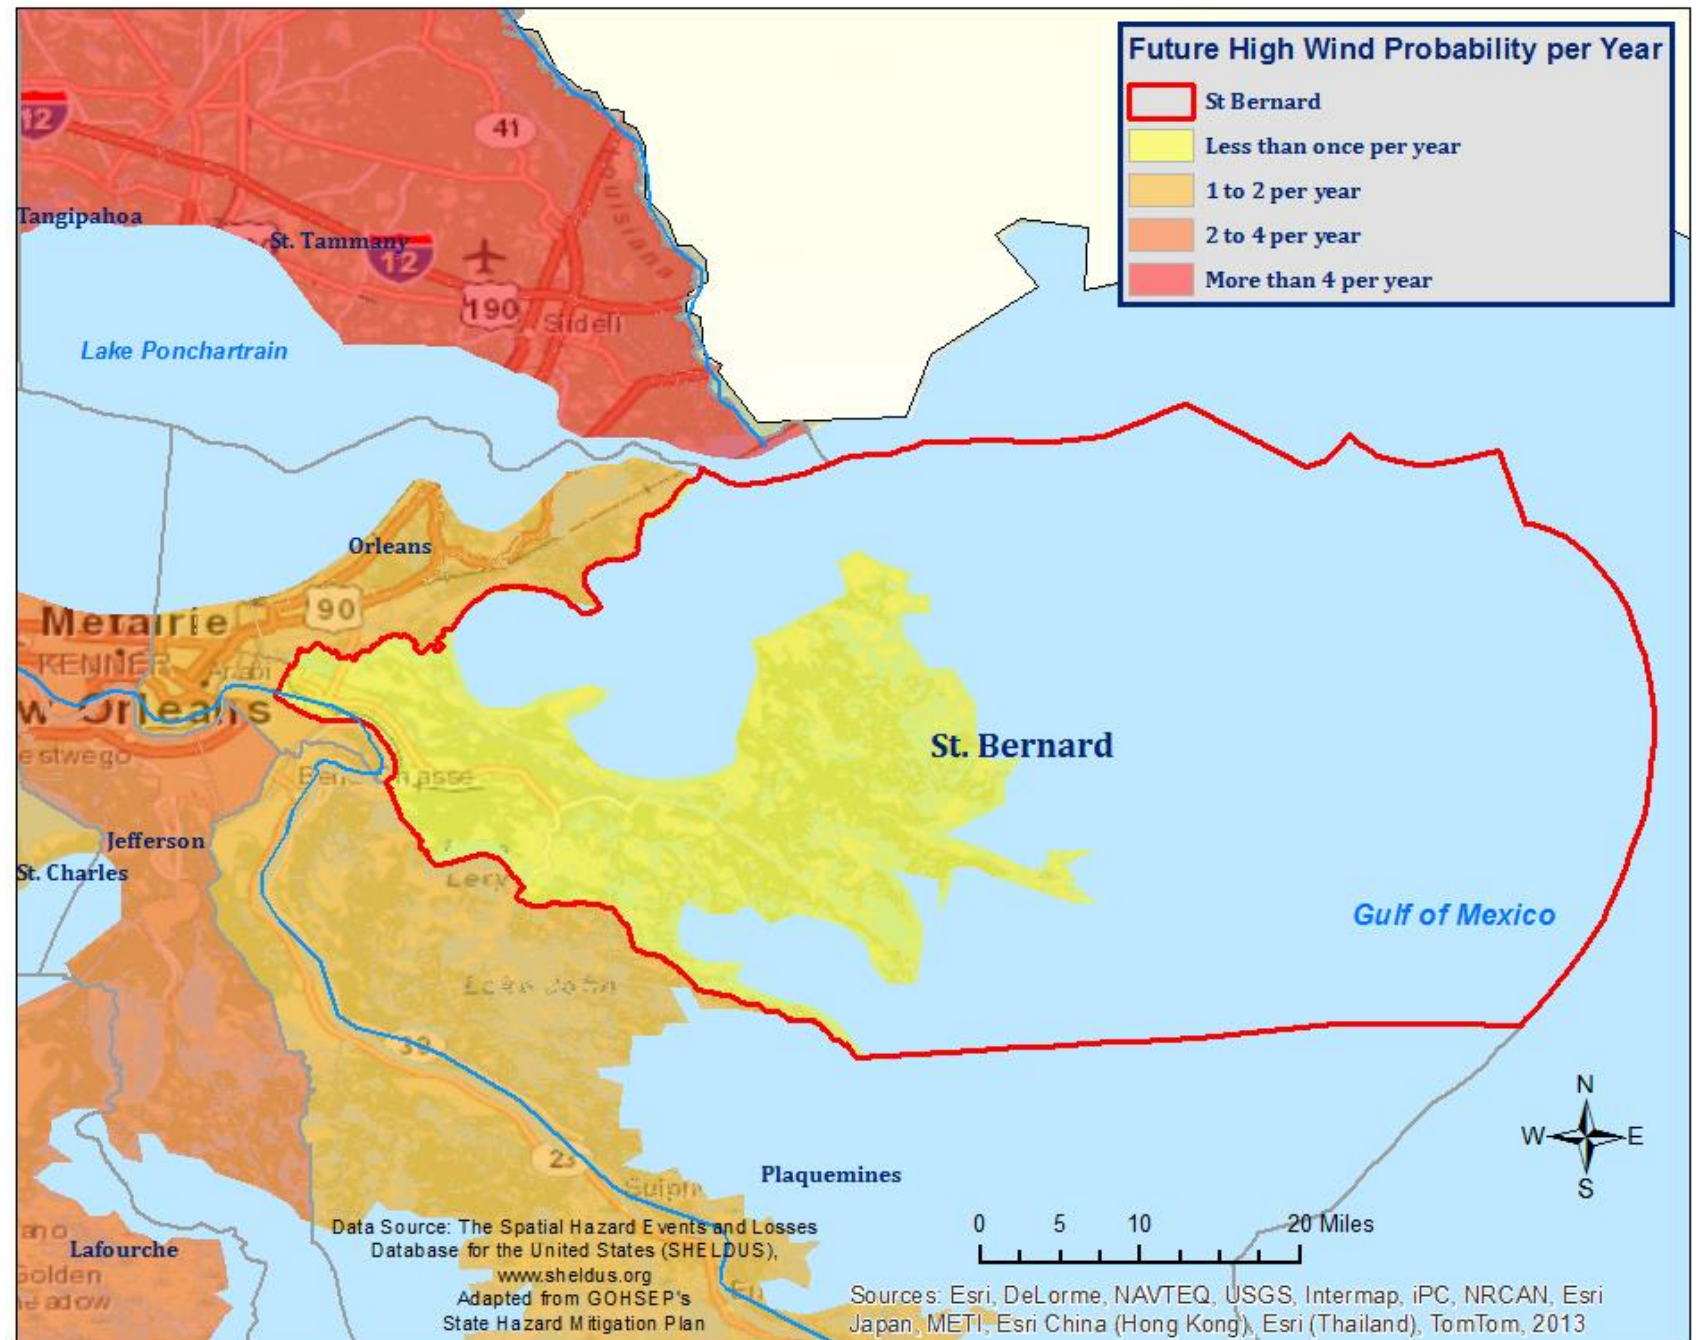 Future High Wind Probability per Year
St Bernard
Less than once per year
1 to 2 per year
2 to 4 per year
More than 4 per year
12
41
Louisiana
Tangipahoa
St. Tammany
12
190
Slidell
Lake Ponchartrain
Orleans
90
Metairie
KENNER
Arabi
w Orleans
estwego
St. Bernard
Jefferson
St. Charles
Lery
Gulf of Mexico
39
23
Plaquemines
N
W E
S
0 5 10 20 Miles
Lafourche
Golden
eadow
Data Source: The Spatial Hazard Events and Losses
Database for the United States (SHELDUS),
www.sheldus.org
Adapted from GOHSEP's
State Hazard Mitigation Plan
Sources: Esri, DeLorme, NAVTEQ, USGS, Intermap, iPC, NRCAN, Esri
Japan, METI, Esri China (Hong Kong), Esri (Thailand), TomTom, 2013